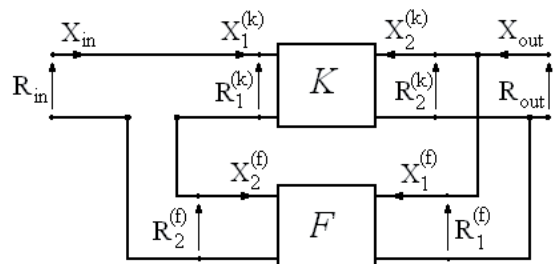 X_in X_1^(k) X_2^(k) X_out
R_in R_1^(k) K R_2^(k) R_out
X_2^(f) X_1^(f)
R_2^(f) F R_1^(f)